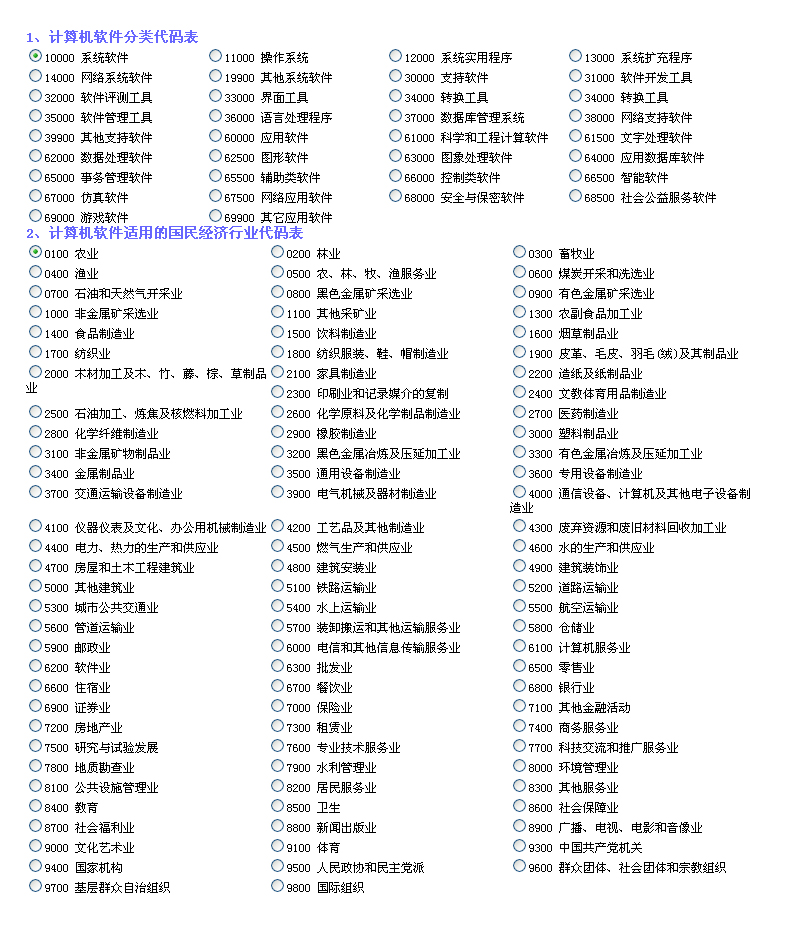 1、计算机软件分类代码表
10000 系统软件 11000 操作系统 12000 系统实用程序 13000 系统扩充程序
14000 网络系统软件 19900 其他系统软件 30000 支持软件 31000 软件开发工具
32000 软件评测工具 33000 界面工具 34000 转换工具 34000 转换工具
35000 软件管理工具 36000 语言处理程序 37000 数据库管理系统 38000 网络支持软件
39900 其他支持软件 60000 应用软件 61000 科学和工程计算软件 61500 文字处理软件
62000 数据处理软件 62500 图形软件 63000 图象处理软件 64000 应用数据库软件
65000 事务管理软件 65500 辅助类软件 66000 控制类软件 66500 智能软件
67000 仿真软件 67500 网络应用软件 68000 安全与保密软件 68500 社会公益服务软件
69000 游戏软件 69900 其它应用软件
2、计算机软件适用的国民经济行业代码表
0100 农业 0200 林业 0300 畜牧业
0400 渔业 0500 农、林、牧、渔服务业 0600 煤炭开采和洗选业
0700 石油和天然气开采业 0800 黑色金属矿采选业 0900 有色金属矿采选业
1000 非金属矿采选业 1100 其他采矿业 1300 农副食品加工业
1400 食品制造业 1500 饮料制造业 1600 烟草制品业
1700 纺织业 1800 纺织服装、鞋、帽制造业 1900 皮革、毛皮、羽毛(绒)及其制品业
2000 木材加工及木、竹、藤、棕、草制品 2100 家具制造业 2200 造纸及纸制品业
业 2300 印刷业和记录媒介的复制 2400 文教体育用品制造业
2500 石油加工、炼焦及核燃料加工业 2600 化学原料及化学制品制造业 2700 医药制造业
2800 化学纤维制造业 2900 橡胶制造业 3000 塑料制品业
3100 非金属矿物制品业 3200 黑色金属冶炼及压延加工业 3300 有色金属冶炼及压延加工业
3400 金属制品业 3500 通用设备制造业 3600 专用设备制造业
3700 交通运输设备制造业 3900 电气机械及器材制造业 4000 通信设备、计算机及其他电子设备制
造业
4100 仪器仪表及文化、办公用机械制造业 4200 工艺品及其他制造业 4300 废弃资源和废旧材料回收加工业
4400 电力、热力的生产和供应业 4500 燃气生产和供应业 4600 水的生产和供应业
4700 房屋和土木工程建筑业 4800 建筑安装业 4900 建筑装饰业
5000 其他建筑业 5100 铁路运输业 5200 道路运输业
5300 城市公共交通业 5400 水上运输业 5500 航空运输业
5600 管道运输业 5700 装卸搬运和其他运输服务业 5800 仓储业
5900 邮政业 6000 电信和其他信息传输服务业 6100 计算机服务业
6200 软件业 6300 批发业 6500 零售业
6600 住宿业 6700 餐饮业 6800 银行业
6900 证券业 7000 保险业 7100 其他金融活动
7200 房地产业 7300 租赁业 7400 商务服务业
7500 研究与试验发展 7600 专业技术服务业 7700 科技交流和推广服务业
7800 地质勘查业 7900 水利管理业 8000 环境管理业
8100 公共设施管理业 8200 居民服务业 8300 其他服务业
8400 教育 8500 卫生 8600 社会保障业
8700 社会福利业 8800 新闻出版业 8900 广播、电视、电影和音像业
9000 文化艺术业 9100 体育 9300 中国共产党机关
9400 国家机构 9500 人民政协和民主党派 9600 群众团体、社会团体和宗教组织
9700 基层群众自治组织 9800 国际组织